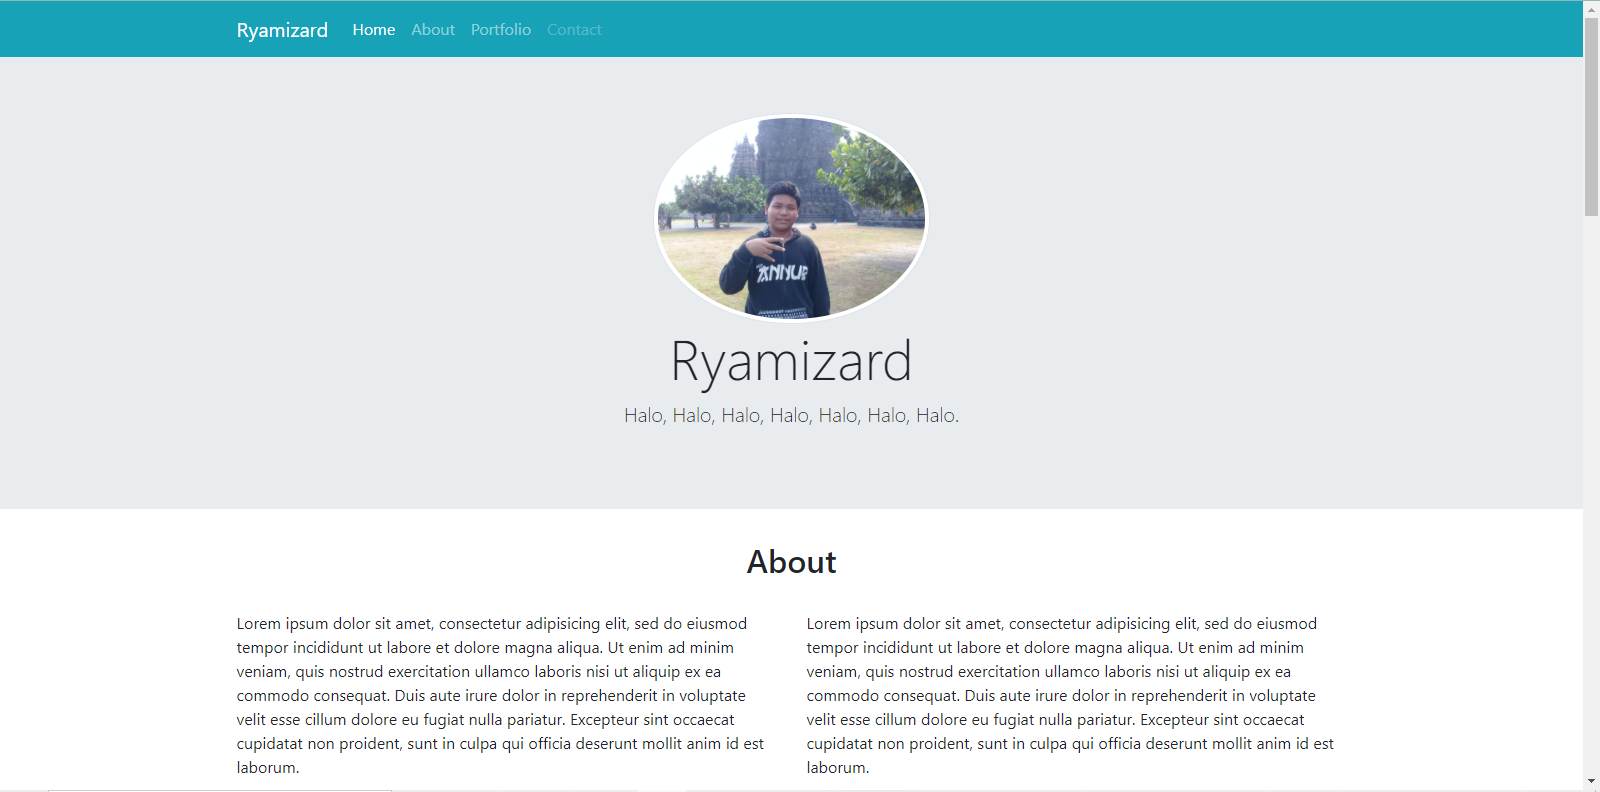 Ryamizard Home About Portfolio Contact
Ryamizard
Halo, Halo, Halo, Halo, Halo, Halo, Halo.
About
Lorem ipsum dolor sit amet, consectetur adipisicing elit, sed do eiusmod
tempor incididunt ut labore et dolore magna aliqua. Ut enim ad minim
veniam, quis nostrud exercitation ullamco laboris nisi ut aliquip ex ea
commodo consequat. Duis aute irure dolor in reprehenderit in voluptate
velit esse cillum dolore eu fugiat nulla pariatur. Excepteur sint occaecat
cupidatat non proident, sunt in culpa qui officia deserunt mollit anim id est
laborum.
Lorem ipsum dolor sit amet, consectetur adipisicing elit, sed do eiusmod
tempor incididunt ut labore et dolore magna aliqua. Ut enim ad minim
veniam, quis nostrud exercitation ullamco laboris nisi ut aliquip ex ea
commodo consequat. Duis aute irure dolor in reprehenderit in voluptate
velit esse cillum dolore eu fugiat nulla pariatur. Excepteur sint occaecat
cupidatat non proident, sunt in culpa qui officia deserunt mollit anim id est
laborum.